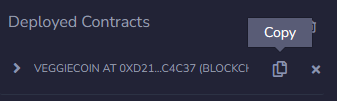 Copy
Deployed Contracts
VEGGIECOIN AT 0XD21...C4C37 (BLOCKCH